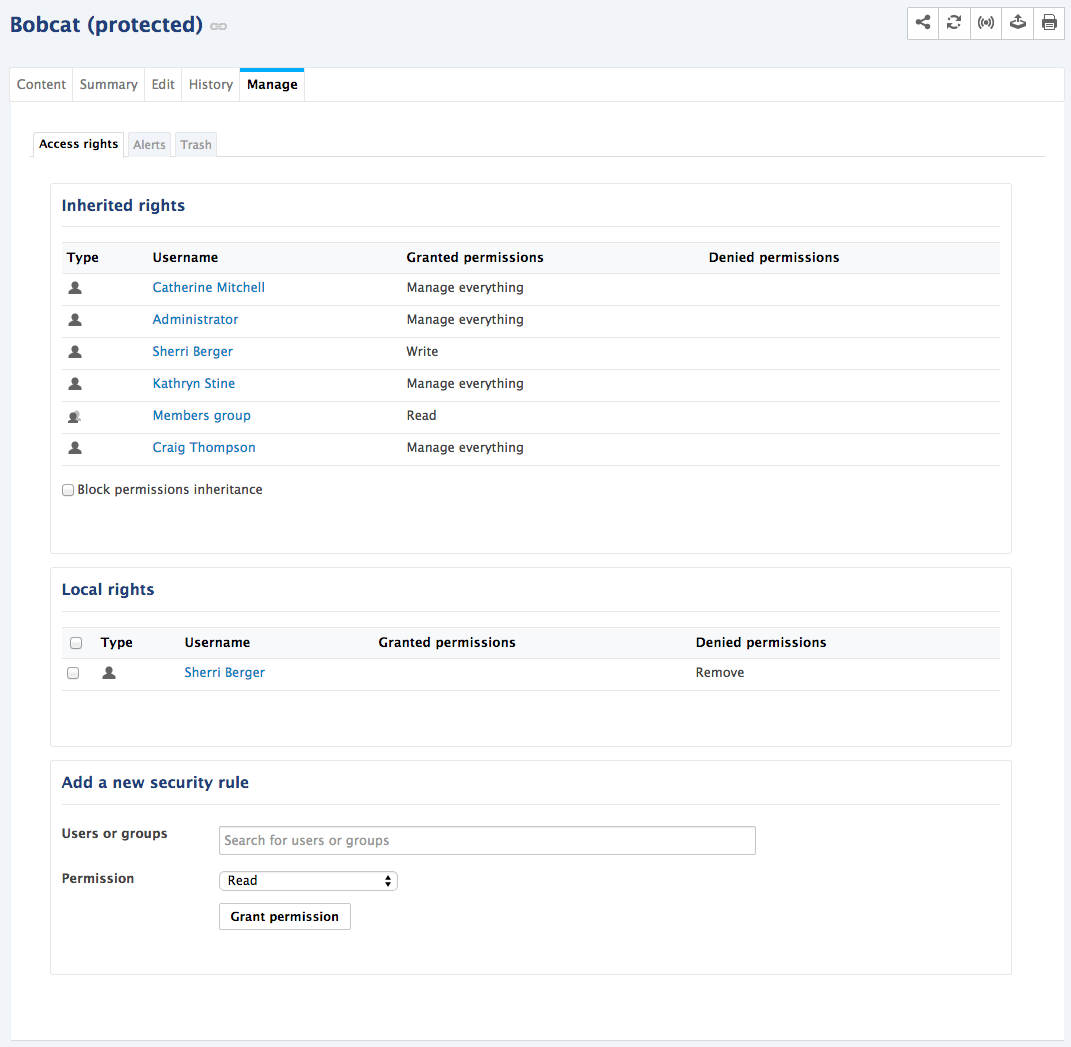 Bobcat (protected)
Content Summary Edit History Manage
Access rights Alerts Trash
Inherited rights
Type Username Granted permissions Denied permissions
Catherine Mitchell Manage everything
Administrator Manage everything
Sherri Berger Write
Kathryn Stine Manage everything
Members group Read
Craig Thompson Manage everything
Block permissions inheritance
Local rights
Type Username Granted permissions Denied permissions
Sherri Berger Remove
Add a new security rule
Users or groups Search for users or groups
Permission Read
Grant permission